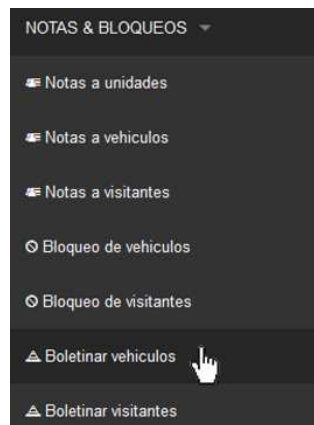 NOTAS & BLOQUEOS
Notas a unidades
Notas a vehiculos
Notas a visitantes
Bloqueo de vehiculos
Bloqueo de visitantes
Boletinar vehiculos
Boletinar visitantes